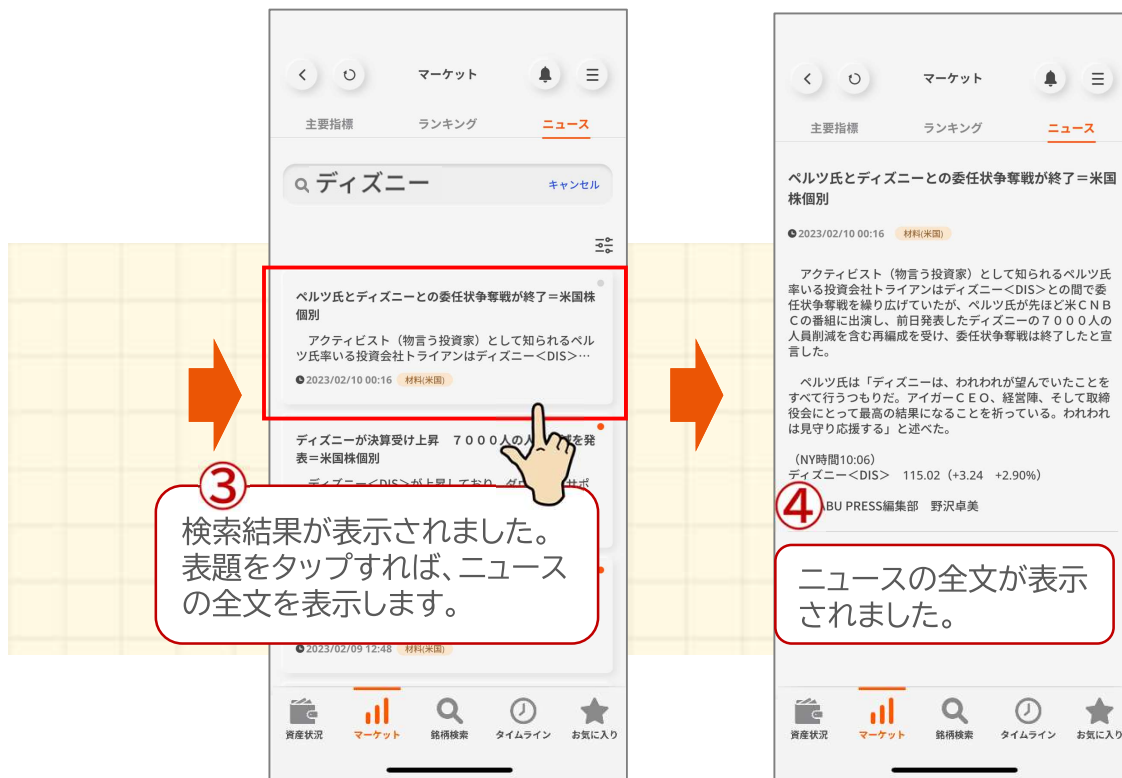 マーケット
主要指標 ランキング ニュース
ディズニー キャンセル
ペルツ氏とディズニーとの委任状争奪戦が終了＝米国株
個別
アクティビスト（物言う投資家）として知られるペル
ツ氏率いる投資会社トライアンはディズニー＜DIS＞…
2023/02/10 00:16 材料(米国)
ディズニーが決算受け上昇　７０００人の人 を発
表＝米国株個別
ディズニー＜DIS＞が上昇しており、ダ サポ
③
検索結果が表示されました。
表題をタップすれば、ニュース
の全文を表示します。
2023/02/09 12:48 材料(米国)
資産状況 マーケット 銘柄検索 タイムライン お気に入り
マーケット
主要指標 ランキング ニュース
ペルツ氏とディズニーとの委任状争奪戦が終了＝米国
株個別
2023/02/10 00:16 材料(米国)
アクティビスト（物言う投資家）として知られるペルツ氏
率いる投資会社トライアンはディズニー＜DIS＞との間で委
任状争奪戦を繰り広げていたが、ペルツ氏が先ほど米ＣＮＢ
Ｃの番組に出演し、前日発表したディズニーの７０００人の
人員削減を含む再編成を受け、委任状争奪戦は終了したと宣
言した。
ペルツ氏は「ディズニーは、われわれが望んでいたことを
すべて行うつもりだ。アイガーＣＥＯ、経営陣、そして取締
役会にとって最高の結果になることを祈っている。われわれ
は見守り応援する」と述べた。
（NY時間10:06）
ディズニー＜DIS＞　115.02（+3.24　+2.90%）
④
BU PRESS編集部　野沢卓美
ニュースの全文が表示
されました。
資産状況 マーケット 銘柄検索 タイムライン お気に入り